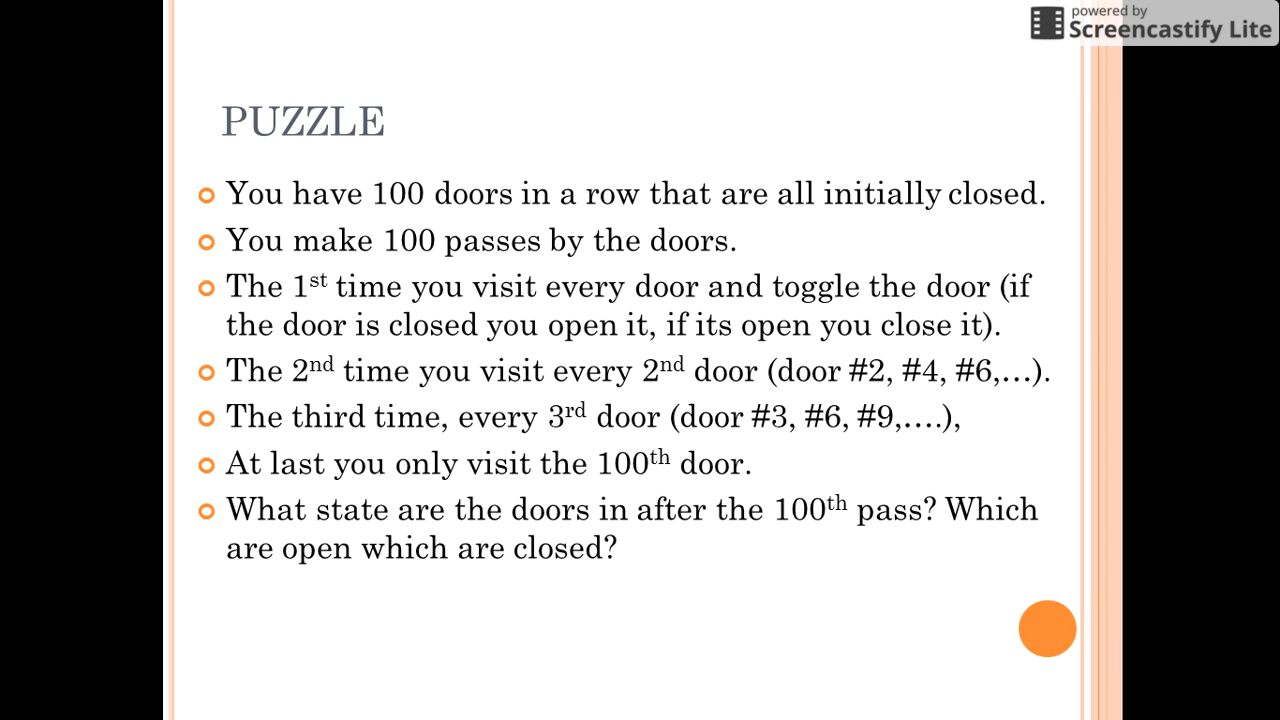 powered by
Screencastify Lite
PUZZLE
You have 100 doors in a row that are all initially closed.
You make 100 passes by the doors.
The 1st time you visit every door and toggle the door (if
the door is closed you open it, if its open you close it).
The 2nd time you visit every 2nd door (door #2, #4, #6,...).
The third time, every 3rd door (door #3, #6, #9,....),
At last you only visit the 100th door.
What state are the doors in after the 100th pass? Which
are open which are closed?